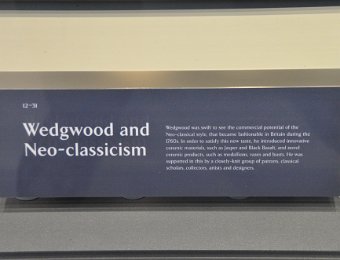 12–31
Wedgwood and
Neo-classicism
Wedgwood was swift to see the commercial potential of the
Neo-classical style, that became fashionable in Britain during the
1760s. In order to satisfy this new taste, he introduced innovative
ceramic materials, such as Jasper and Black Basalt, and novel
ceramic products, such as medallions, vases and busts. He was
supported in this by a closely-knit group of patrons, classical
scholars, collectors, artists and designers.